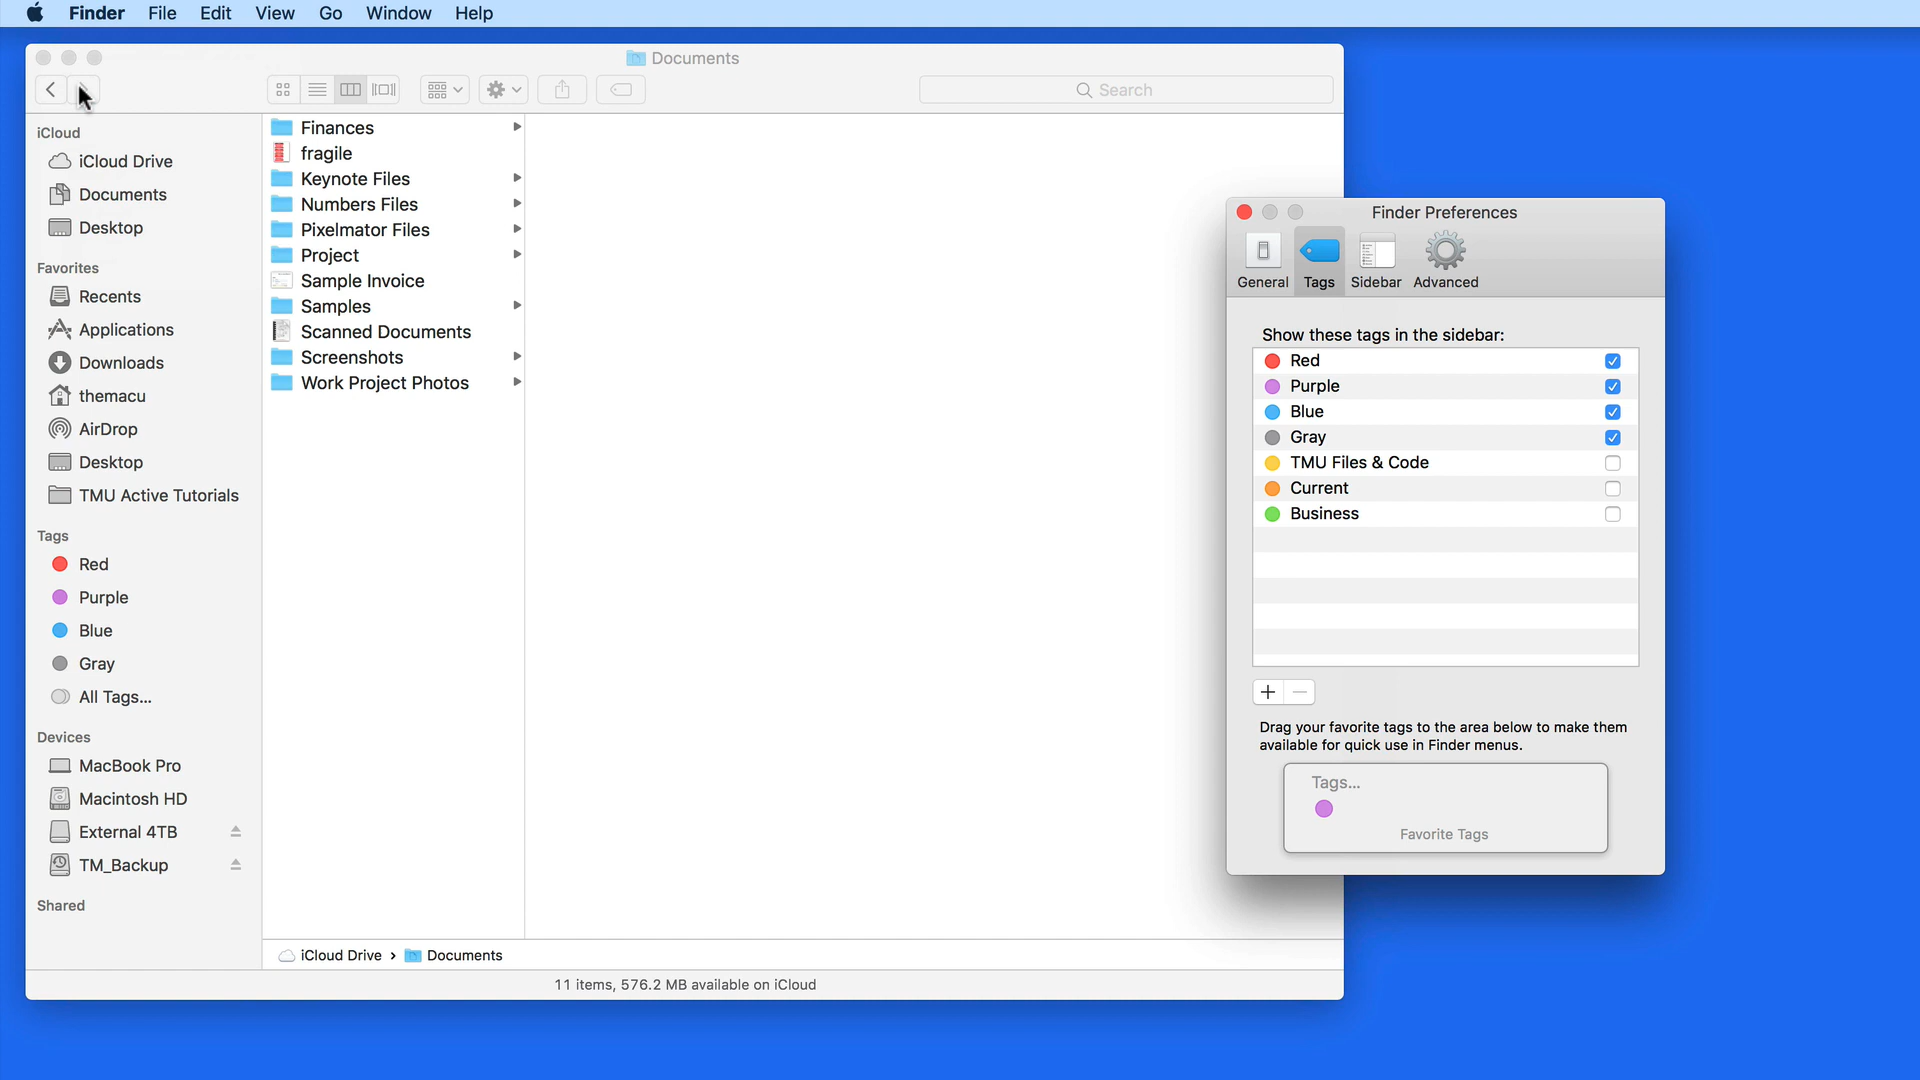 Finder File Edit View Go Window Help
Documents
Search
iCloud
iCloud Drive
Documents
Desktop
Favorites
Recents
Applications
Downloads
themacu
AirDrop
Desktop
TMU Active Tutorials
Tags
Red
Purple
Blue
Gray
All Tags...
Devices
MacBook Pro
Macintosh HD
External 4TB
TM_Backup
Shared
Finances
fragile
Keynote Files
Numbers Files
Pixelmator Files
Project
Sample Invoice
Samples
Scanned Documents
Screenshots
Work Project Photos
iCloud Drive › Documents
11 items, 576.2 MB available on iCloud
Finder Preferences
General Tags Sidebar Advanced
Show these tags in the sidebar:
Red
Purple
Blue
Gray
TMU Files & Code
Current
Business
Drag your favorite tags to the area below to make them
available for quick use in Finder menus.
Tags...
Favorite Tags